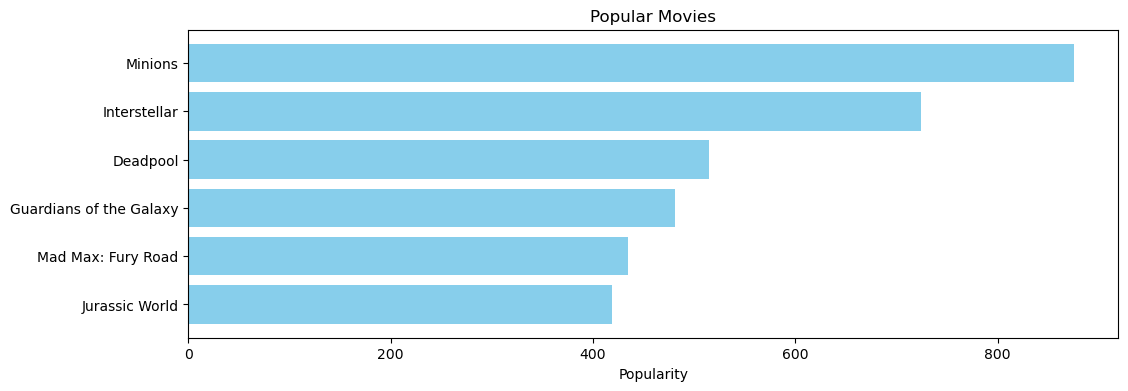 Popular Movies
Minions
Interstellar
Deadpool
Guardians of the Galaxy
Mad Max: Fury Road
Jurassic World
0 200 400 600 800
Popularity